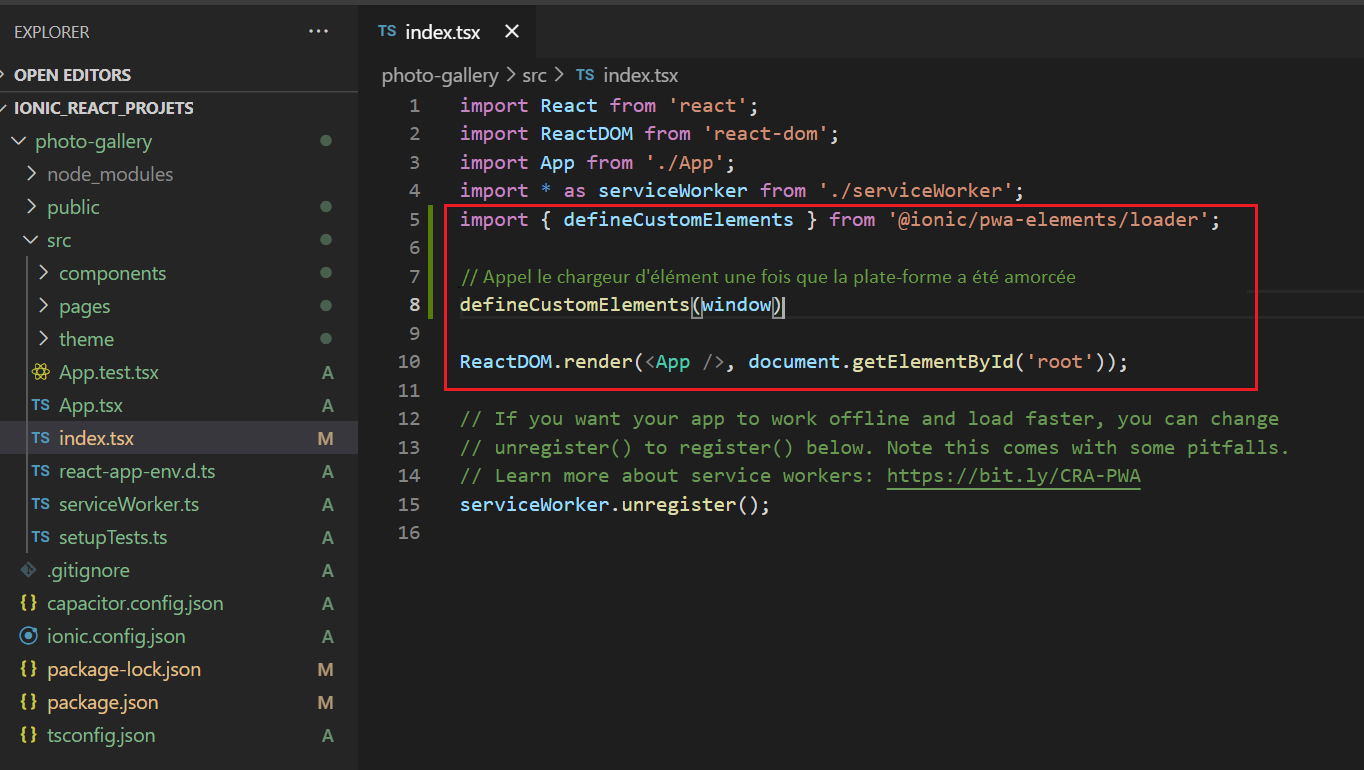 EXPLORER ...
OPEN EDITORS
IONIC_REACT_PROJETS
photo-gallery
node_modules
public
src
components
pages
theme
App.test.tsx A
TS App.tsx A
TS index.tsx M
TS react-app-env.d.ts A
TS serviceWorker.ts A
TS setupTests.ts A
.gitignore A
{} capacitor.config.json A
ionic.config.json A
{} package-lock.json M
{} package.json M
{} tsconfig.json A
TS index.tsx ×
photo-gallery > src > TS index.tsx
1 import React from 'react';
2 import ReactDOM from 'react-dom';
3 import App from './App';
4 import * as serviceWorker from './serviceWorker';
5 import { defineCustomElements } from '@ionic/pwa-elements/loader';
6
7 // Appel le chargeur d'élément une fois que la plate-forme a été amorcée
8 defineCustomElements(window)
9
10 ReactDOM.render(<App />, document.getElementById('root'));
11
12 // If you want your app to work offline and load faster, you can change
13 // unregister() to register() below. Note this comes with some pitfalls.
14 // Learn more about service workers: https://bit.ly/CRA-PWA
15 serviceWorker.unregister();
16